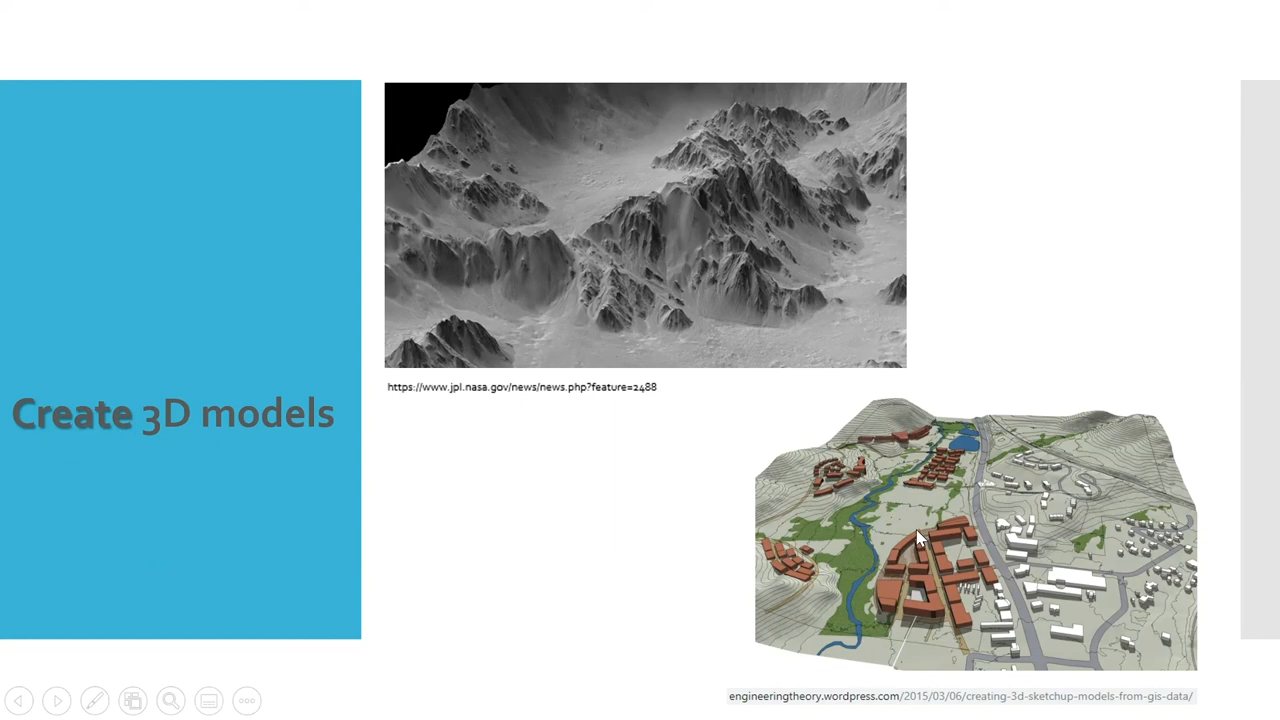 https://www.jpl.nasa.gov/news/news.php?feature=2488
Create 3D models
engineeringtheory.wordpress.com/2015/03/06/creating-3d-sketchup-models-from-gis-data/